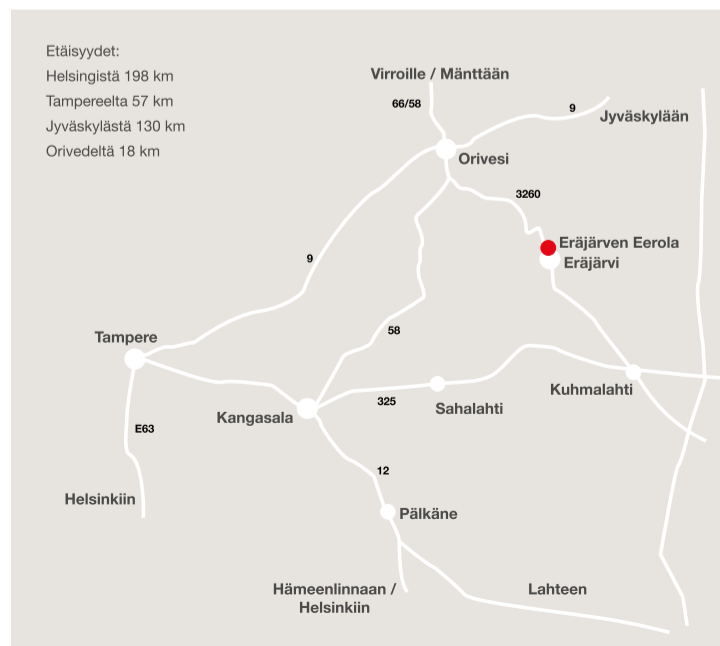 Etäisyydet:
Helsingistä 198 km
Tampereelta 57 km
Jyväskylästä 130 km
Orivedeltä 18 km
Virroille / Mänttään
66/58
9
Jyväskylään
Orivesi
3260
Eräjärven Eerola
Eräjärvi
9
58
Tampere
Kuhmalahti
325
Sahalahti
Kangasala
E63
12
Helsinkiin
Pälkäne
Hämeenlinnaan /
Helsinkiin
Lahteen